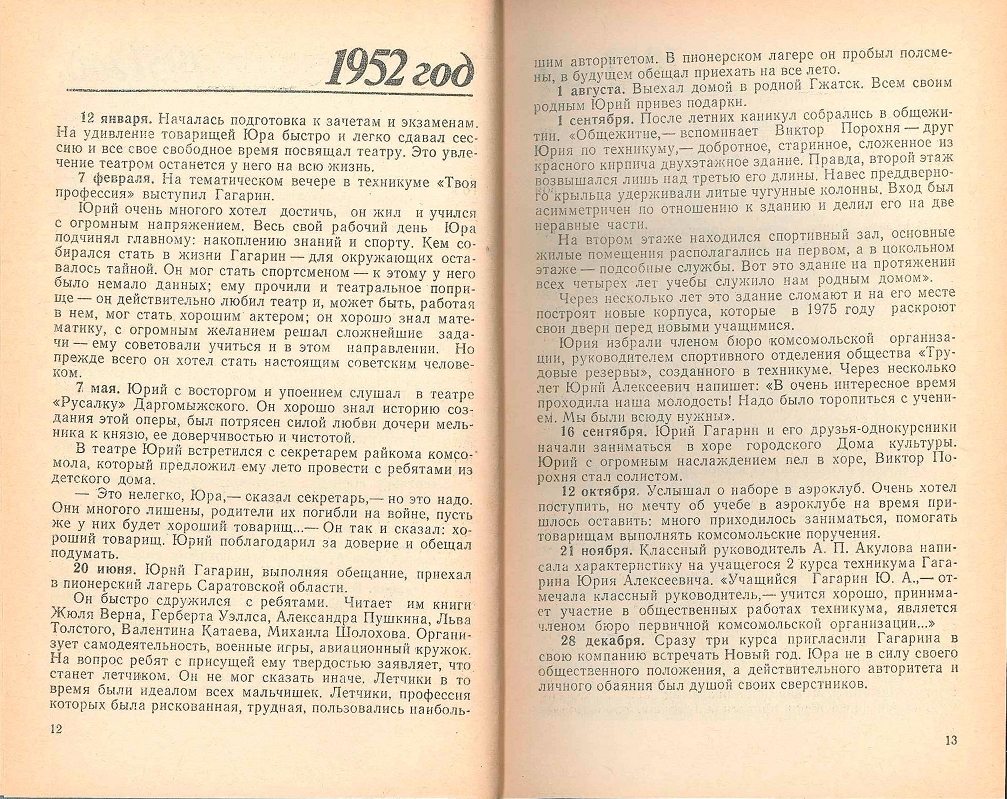 1952 год
12 января. Началась подготовка к зачетам и экзаменам.
На удивление товарищей Юра быстро и легко сдавал сес-
сию и все свое свободное время посвящал театру. Это увле-
чение театром останется у него на всю жизнь.
7 февраля. На тематическом вечере в техникуме «Твоя
профессия» выступил Гагарин.
Юрий очень многого хотел достичь, он жил и учился
с огромным напряжением. Весь свой рабочий день Юра
подчинял главному: накоплению знаний и спорту. Кем со-
бирался стать в жизни Гагарин — для окружающих оста-
валось тайной. Он мог стать спортсменом — к этому у него
было немало данных; ему прочили и театральное попри-
ще — он действительно любил театр и, может быть, работая
в нем, мог стать хорошим актером; он хорошо знал мате-
матику, с огромным желанием решал сложнейшие зада-
чи — ему советовали учиться и в этом направлении. Но
прежде всего он хотел стать настоящим советским челове-
ком.
7 мая. Юрий с восторгом и упоением слушал в театре
«Русалку» Даргомыжского. Он хорошо знал историю соз-
дания этой оперы, был потрясен силой любви дочери мель-
ника к князю, ее доверчивостью и чистотой.
В театре Юрий встретился с секретарем райкома комсо-
мола, который предложил ему лето провести с ребятами из
детского дома.
— Это нелегко, Юра,— сказал секретарь,— но это надо.
Они многого лишены, родители их погибли на войне, пусть
же у них будет хороший товарищ...— Он так и сказал: хо-
роший товарищ. Юрий поблагодарил за доверие и обещал
подумать.
20 июня. Юрий Гагарин, выполняя обещание, приехал
в пионерский лагерь Саратовской области.
Он быстро сдружился с ребятами. Читает им книги
Жюля Верна, Герберта Уэллса, Александра Пушкина, Льва
Толстого, Валентина Катаева, Михаила Шолохова. Органи-
зует самодеятельность, военные игры, авиационный кружок.
На вопрос ребят с присущей ему твердостью заявляет, что
станет летчиком. Он не мог сказать иначе. Летчики в то
время были идеалом всех мальчишек. Летчики, профессия
которых была рискованная, трудная, пользовались наиболь-
12
шим авторитетом. В пионерском лагере он пробыл полсме-
ны, в будущем обещал приехать на все лето.
1 августа. Выехал домой в родной Гжатск. Всем своим
родным Юрий привез подарки.
1 сентября. После летних каникул собрались в общежи-
тии. «Общежитие,— вспоминает Виктор Порохня — друг
Юрия по техникуму,— добротное, старинное, сложенное из
красного кирпича двухэтажное здание. Правда, второй этаж
возвышался лишь над третью его длины. Навес преддверно-
го крыльца удерживали литые чугунные колонны. Вход был
асимметричен по отношению к зданию и делил его на две
неравные части.
На втором этаже находился спортивный зал, основные
жилые помещения располагались на первом, а в цокольном
этаже — подсобные службы. Вот это здание на протяжении
всех четырех лет учебы служило нам родным домом».
Через несколько лет это здание сломают и на его месте
построят новые корпуса, которые в 1975 году раскроют
свои двери перед новыми учащимися.
Юрия избрали членом бюро комсомольской организа-
ции, руководителем спортивного отделения общества «Тру-
довые резервы», созданного в техникуме. Через несколько
лет Юрий Алексеевич напишет: «В очень интересное время
проходила наша молодость! Надо было торопиться с учени-
ем. Мы были всюду нужны».
16 сентября. Юрий Гагарин и его друзья-однокурсники
начали заниматься в хоре городского Дома культуры.
Юрий с огромным наслаждением пел в хоре, Виктор По-
рохня стал солистом.
12 октября. Услышал о наборе в аэроклуб. Очень хотел
поступить, но мечту об учебе в аэроклубе на время при-
шлось оставить: много приходилось заниматься, помогать
товарищам выполнять комсомольские поручения.
21 ноября. Классный руководитель А. П. Акулова напи-
сала характеристику на учащегося 2 курса техникума Гага-
рина Юрия Алексеевича. «Учащийся Гагарин Ю. А.,— от-
мечала классный руководитель,— учится хорошо, принима-
ет участие в общественных работах техникума, является
членом бюро первичной комсомольской организации...»
28 декабря. Сразу три курса пригласили Гагарина в
свою компанию встречать Новый год. Юра не в силу своего
общественного положения, а действительного авторитета и
личного обаяния был душой своих сверстников.
13